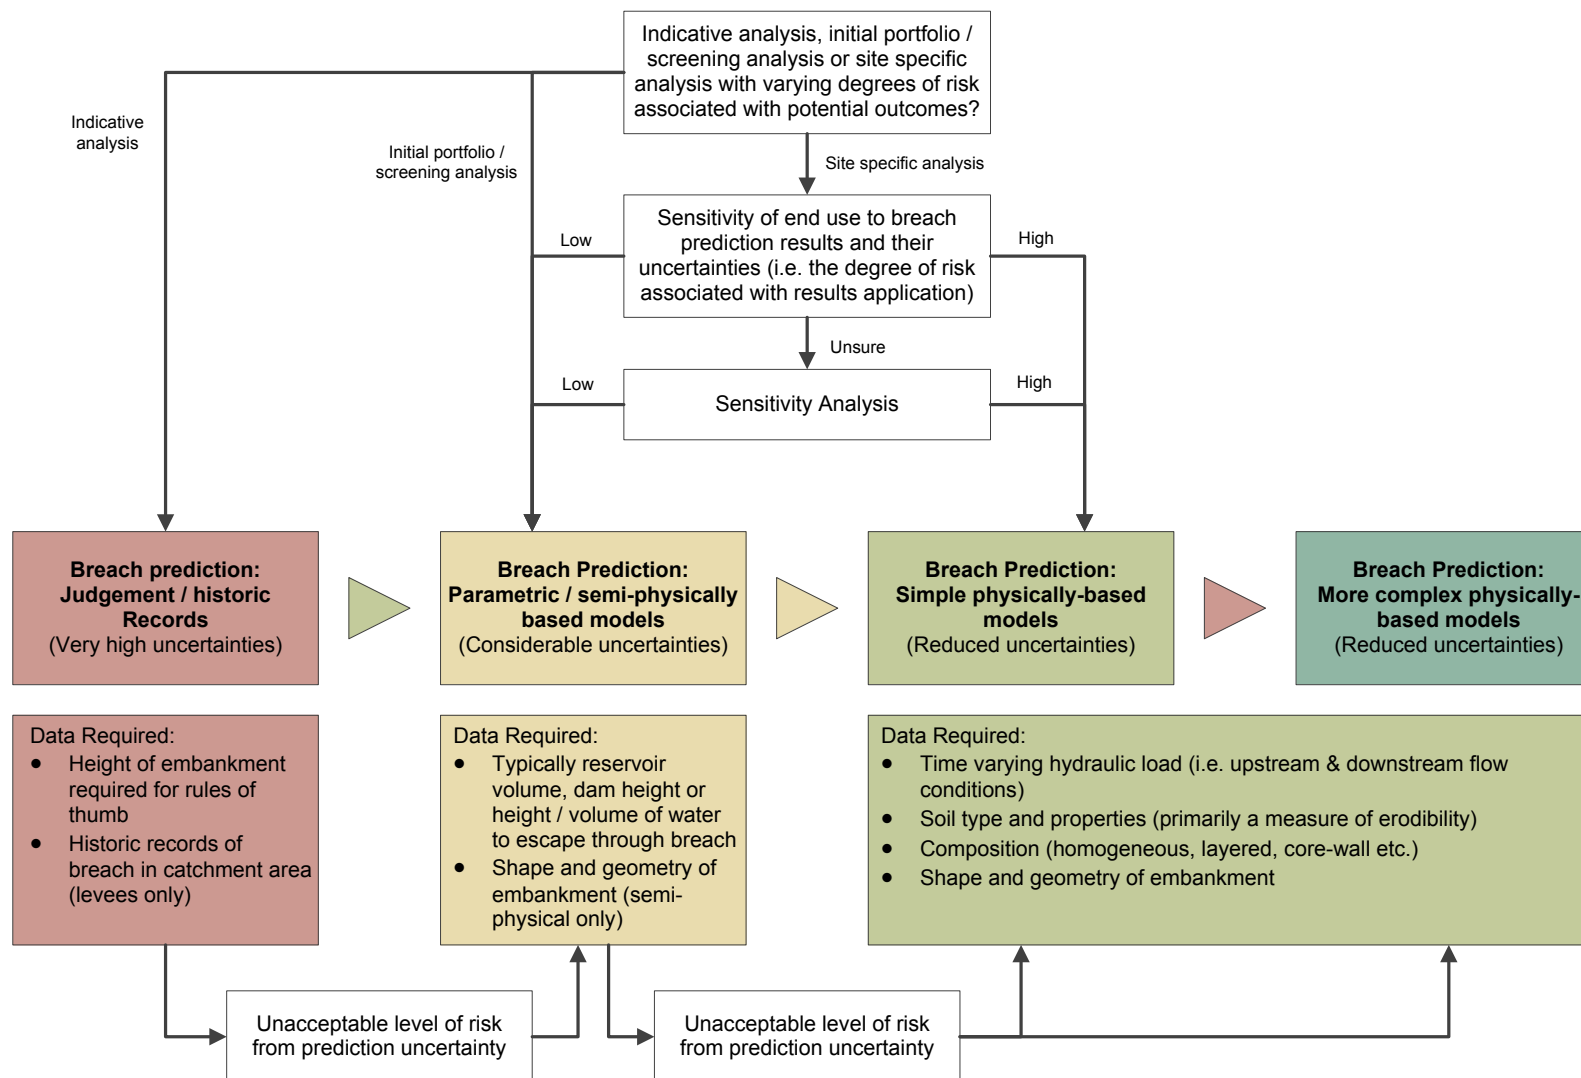 Indicative analysis, initial portfolio /
screening analysis or site specific
analysis with varying degrees of risk
associated with potential outcomes?
Indicative
analysis
Initial portfolio /
screening analysis
Site specific analysis
Sensitivity of end use to breach
prediction results and their
uncertainties (i.e. the degree of risk
associated with results application)
Low
High
Unsure
Low
High
Sensitivity Analysis
Breach prediction:
Judgement / historic
Records
(Very high uncertainties)
Breach Prediction:
Parametric / semi-physically
based models
(Considerable uncertainties)
Breach Prediction:
Simple physically-based
models
(Reduced uncertainties)
Breach Prediction:
More complex physically-
based models
(Reduced uncertainties)
Data Required:
• Height of embankment
required for rules of
thumb
• Historic records of
breach in catchment area
(levees only)
Data Required:
• Typically reservoir
volume, dam height or
height / volume of water
to escape through breach
• Shape and geometry of
embankment (semi-
physical only)
Data Required:
• Time varying hydraulic load (i.e. upstream & downstream flow
conditions)
• Soil type and properties (primarily a measure of erodibility)
• Composition (homogeneous, layered, core-wall etc.)
• Shape and geometry of embankment
Unacceptable level of risk
from prediction uncertainty
Unacceptable level of risk
from prediction uncertainty